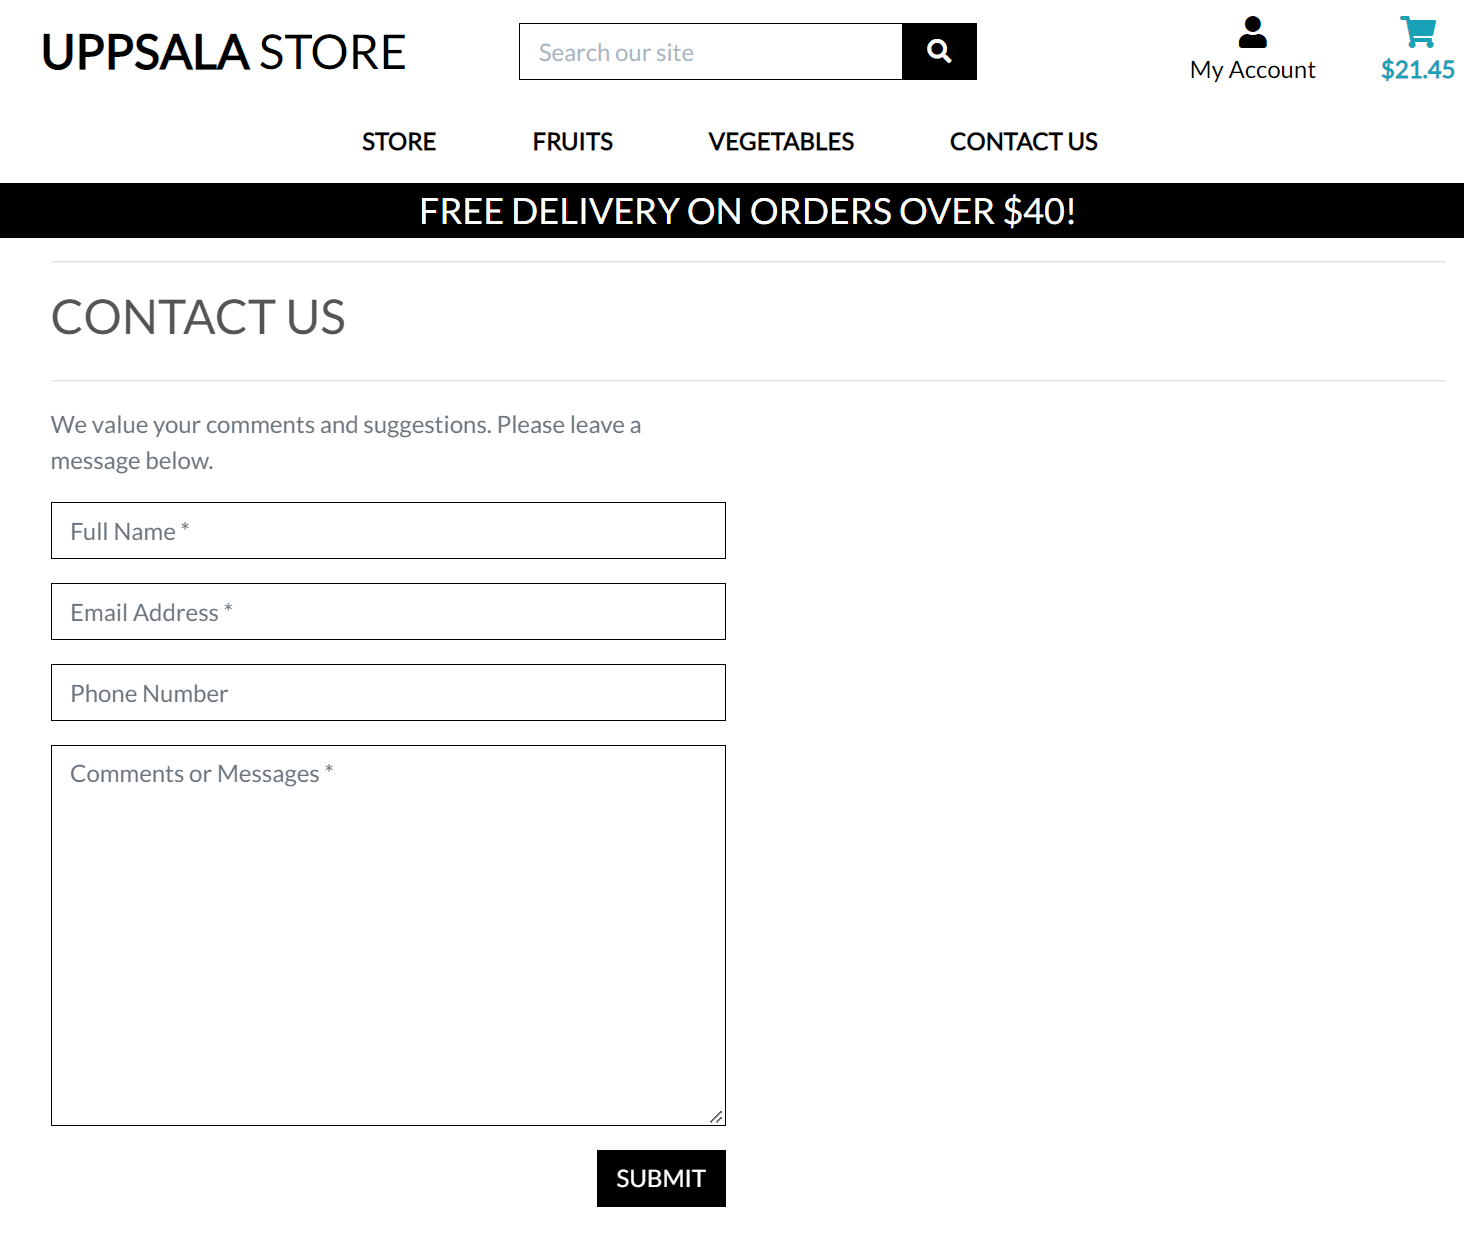 UPPSALA STORE
Search our site
My Account
$21.45
STORE
FRUITS
VEGETABLES
CONTACT US
FREE DELIVERY ON ORDERS OVER $40!
CONTACT US
We value your comments and suggestions. Please leave a
message below.
Full Name *
Email Address *
Phone Number
Comments or Messages *
SUBMIT